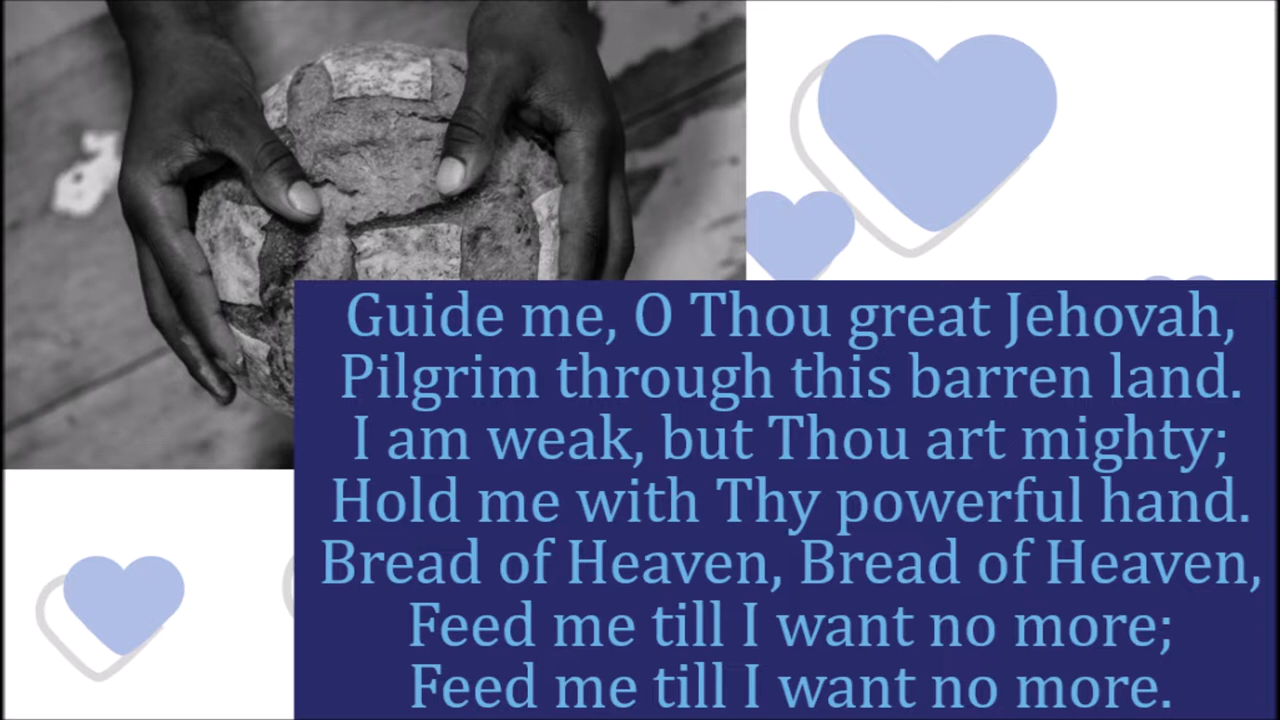 Guide me, O Thou great Jehovah,
Pilgrim through this barren land.
I am weak, but Thou art mighty;
Hold me with Thy powerful hand.
Bread of Heaven, Bread of Heaven,
Feed me till I want no more;
Feed me till I want no more.